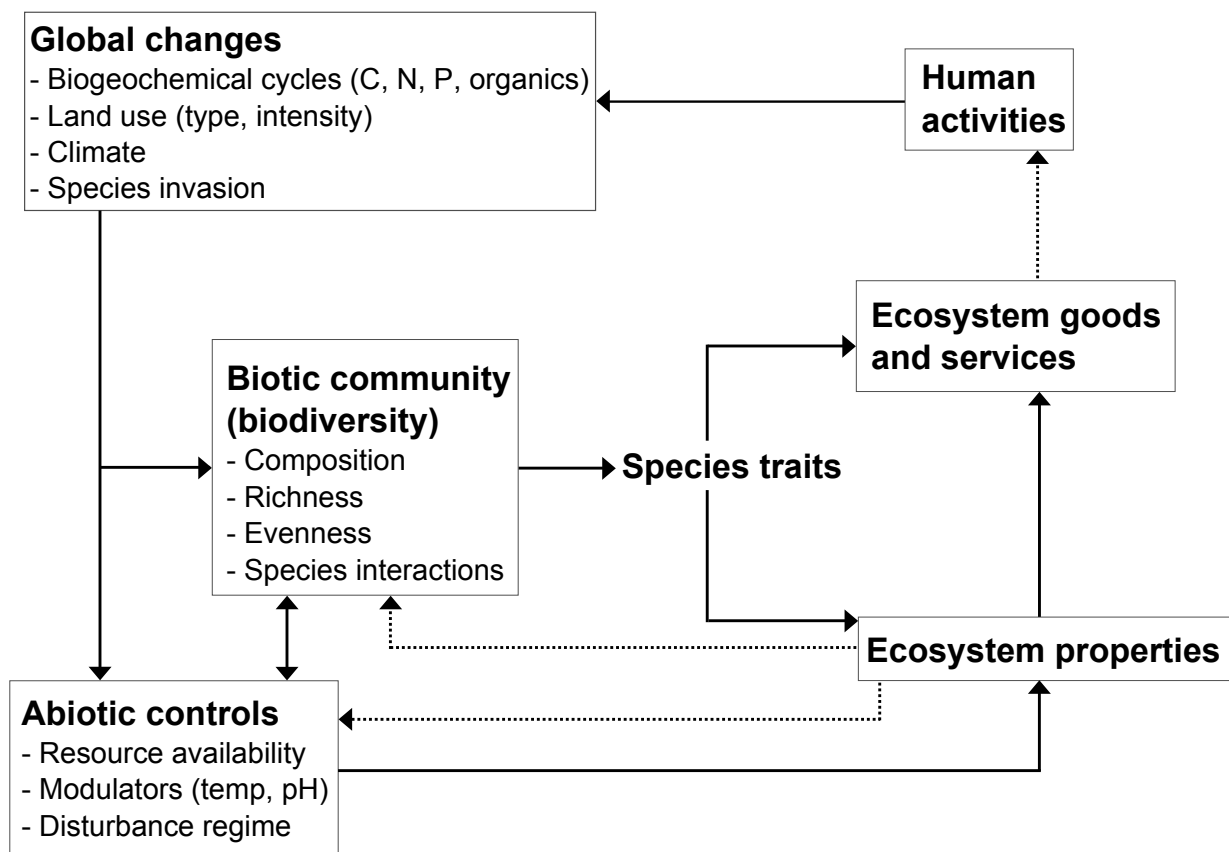 Global changes
- Biogeochemical cycles (C, N, P, organics)
- Land use (type, intensity)
- Climate
- Species invasion
Human
activities
Ecosystem goods
and services
Biotic community
(biodiversity)
- Composition
- Richness
- Evenness
- Species interactions
Species traits
Ecosystem properties
Abiotic controls
- Resource availability
- Modulators (temp, pH)
- Disturbance regime